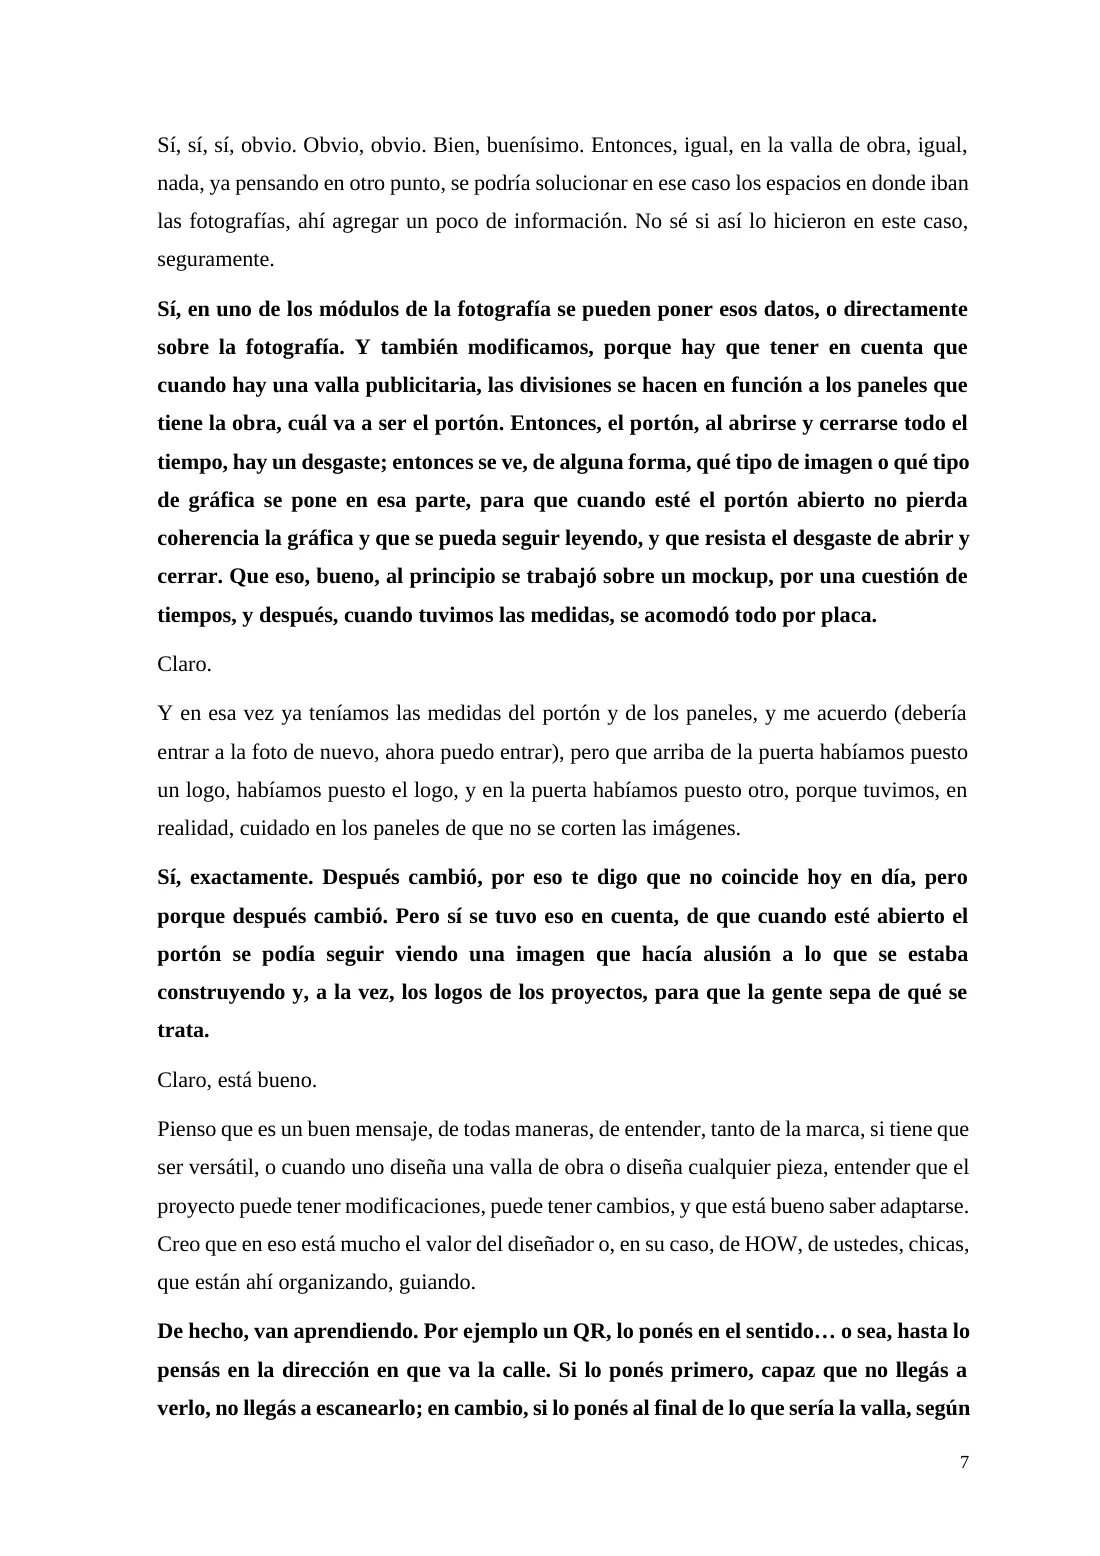 Sí, sí, sí, obvio. Obvio, obvio. Bien, buenísimo. Entonces, igual, en la valla de obra, igual,
nada, ya pensando en otro punto, se podría solucionar en ese caso los espacios en donde iban
las fotografías, ahí agregar un poco de información. No sé si así lo hicieron en este caso,
seguramente.
Sí, en uno de los módulos de la fotografía se pueden poner esos datos, o directamente
sobre la fotografía. Y también modificamos, porque hay que tener en cuenta que
cuando hay una valla publicitaria, las divisiones se hacen en función a los paneles que
tiene la obra, cuál va a ser el portón. Entonces, el portón, al abrirse y cerrarse todo el
tiempo, hay un desgaste; entonces se ve, de alguna forma, qué tipo de imagen o qué tipo
de gráfica se pone en esa parte, para que cuando esté el portón abierto no pierda
coherencia la gráfica y que se pueda seguir leyendo, y que resista el desgaste de abrir y
cerrar. Que eso, bueno, al principio se trabajó sobre un mockup, por una cuestión de
tiempos, y después, cuando tuvimos las medidas, se acomodó todo por placa.
Claro.
Y en esa vez ya teníamos las medidas del portón y de los paneles, y me acuerdo (debería
entrar a la foto de nuevo, ahora puedo entrar), pero que arriba de la puerta habíamos puesto
un logo, habíamos puesto el logo, y en la puerta habíamos puesto otro, porque tuvimos, en
realidad, cuidado en los paneles de que no se corten las imágenes.
Sí, exactamente. Después cambió, por eso te digo que no coincide hoy en día, pero
porque después cambió. Pero sí se tuvo eso en cuenta, de que cuando esté abierto el
portón se podía seguir viendo una imagen que hacía alusión a lo que se estaba
construyendo y, a la vez, los logos de los proyectos, para que la gente sepa de qué se
trata.
Claro, está bueno.
Pienso que es un buen mensaje, de todas maneras, de entender, tanto de la marca, si tiene que
ser versátil, o cuando uno diseña una valla de obra o diseña cualquier pieza, entender que el
proyecto puede tener modificaciones, puede tener cambios, y que está bueno saber adaptarse.
Creo que en eso está mucho el valor del diseñador o, en su caso, de HOW, de ustedes, chicas,
que están ahí organizando, guiando.
De hecho, van aprendiendo. Por ejemplo un QR, lo ponés en el sentido… o sea, hasta lo
pensás en la dirección en que va la calle. Si lo ponés primero, capaz que no llegás a
verlo, no llegás a escanearlo; en cambio, si lo ponés al final de lo que sería la valla, según
7